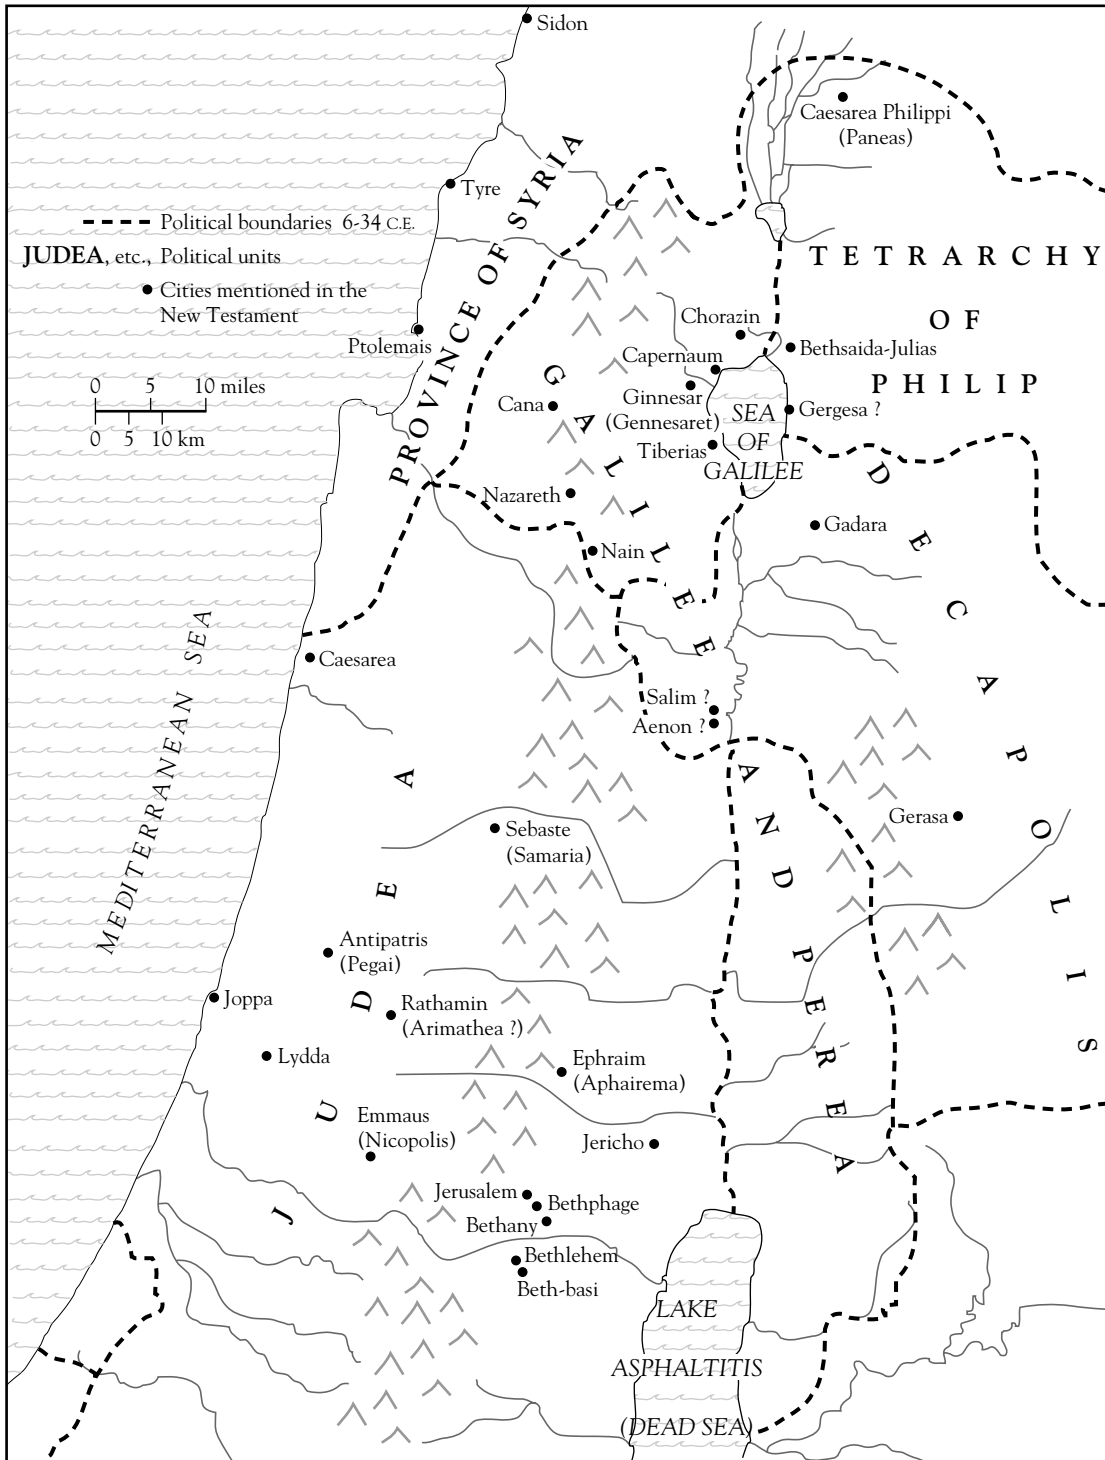 Sidon
Caesarea Philippi
(Paneas)
Tyre
PROVINCE OF SYRIA
Political boundaries 6-34 C.E.
JUDEA, etc., Political units
Cities mentioned in the
New Testament
TETRARCHY
OF
PHILIP
Chorazin
Ptolemais
Bethsaida-Julias
Capernaum
0 5 10 miles
0 5 10 km
Ginnesar
(Gennesaret)
Cana
Gergesa ?
SEA
OF
GALILEE
Tiberias
GALILEE AND PEREA
DECAPOLIS
Nazareth
Gadara
Nain
MEDITERRANEAN SEA
Caesarea
Salim ?
Aenon ?
JUDEA
Sebaste
(Samaria)
Gerasa
Antipatris
(Pegai)
Joppa
Rathamin
(Arimathea ?)
Lydda
Ephraim
(Aphairema)
Emmaus
(Nicopolis)
Jericho
Jerusalem
Bethphage
Bethany
Bethlehem
Beth-basi
LAKE
ASPHALTITIS
(DEAD SEA)